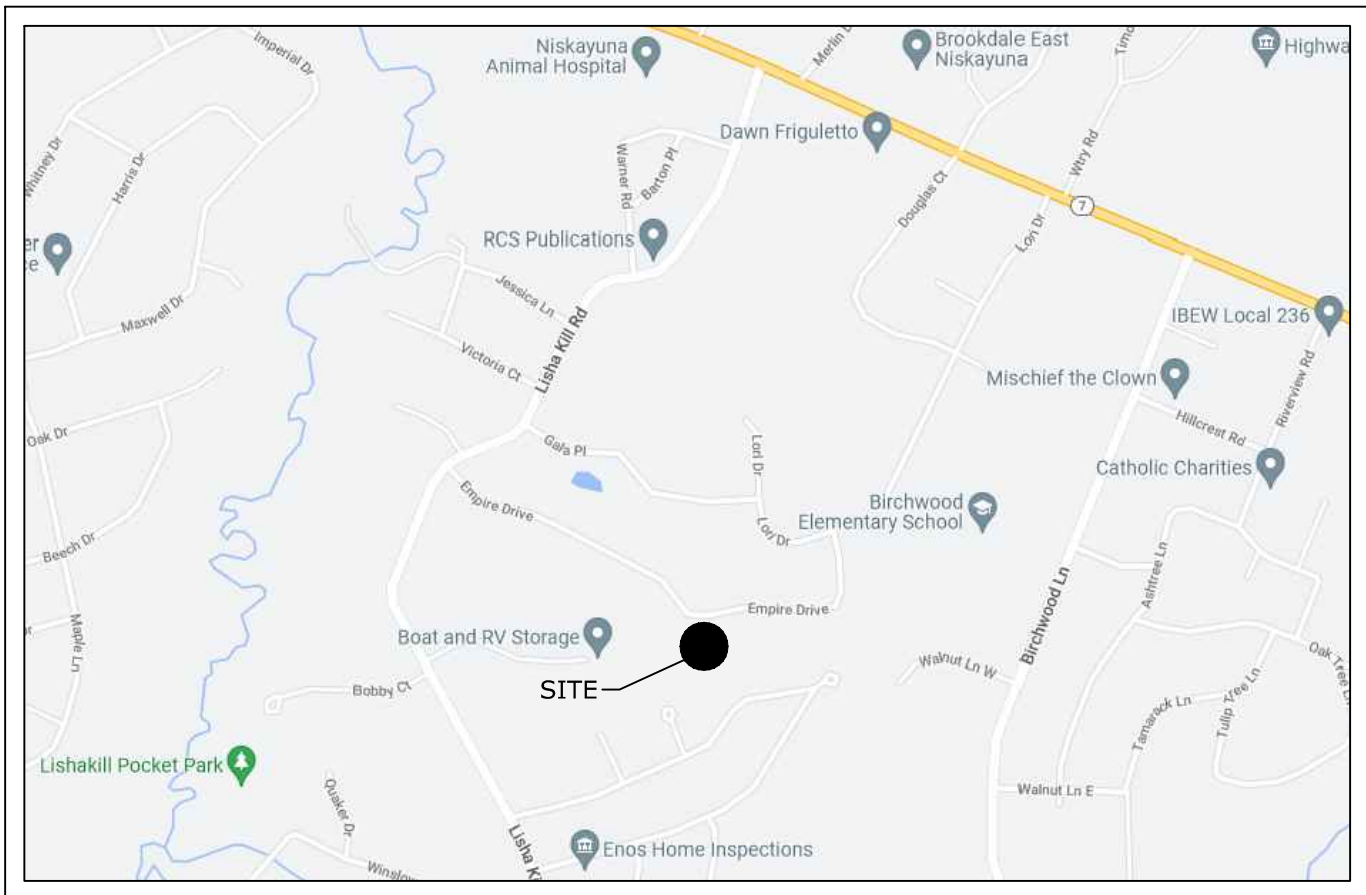 Imperial Dr
Niskayuna
Animal Hospital
Merlin D
Brookdale East
Niskayuna
Timo
Highwa
Whitney Dr
Harris Dr
Dawn Friguletto
Warner Rd
Barton Pl
Wtry Rd
Douglas Ct
7
Lori Dr
er
ce
RCS Publications
Jessica Ln
Maxwell Dr
Lisha Kill Rd
IBEW Local 236
Victoria Ct
Mischief the Clown
Riverview Rd
Hillcrest Rd
Oak Dr
Gala Pl
Lori Dr
Catholic Charities
Empire Drive
Birchwood
Elementary School
Lori Dr
Beech Dr
Ashtree Ln
Empire Drive
Birchwood Ln
Boat and RV Storage
Maple Ln
Walnut Ln W
Oak Tree Ln
SITE
Bobby Ct
Tamarack Ln
Tulip Tree Ln
Lishakill Pocket Park
Quaker Dr
Walnut Ln E
Lisha Ki
Enos Home Inspections
Winslow